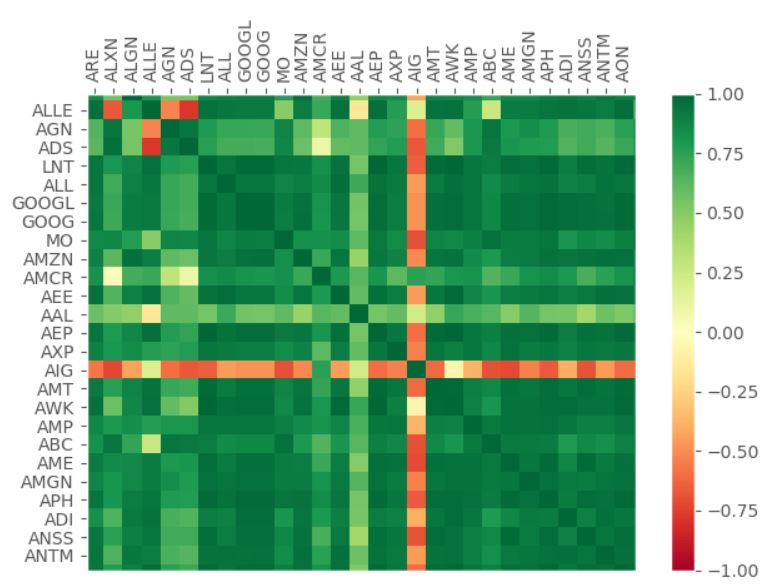 ARE ALXN ALGN ALLE AGN ADS LNT ALL GOOGL GOOG MO AMZN AMCR AEE AAL AEP AXP AIG AMT AWK AMP ABC AME AMGN APH ADI ANSS ANTM AON
ALLE
AGN
ADS
LNT
ALL
GOOGL
GOOG
MO
AMZN
AMCR
AEE
AAL
AEP
AXP
AIG
AMT
AWK
AMP
ABC
AME
AMGN
APH
ADI
ANSS
ANTM
1.00
0.75
0.50
0.25
0.00
−0.25
−0.50
−0.75
−1.00